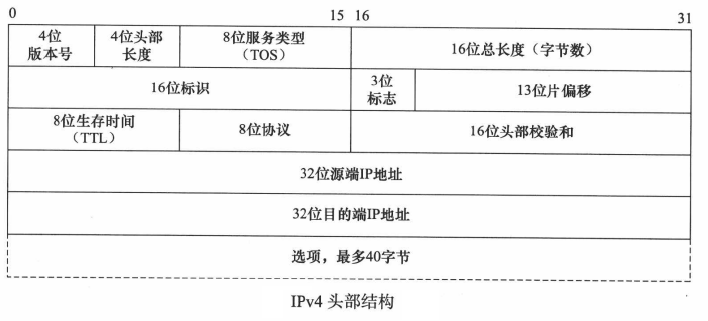 0 15 16 31
4位 4位头部 8位服务类型 16位总长度（字节数）
版本号 长度 （TOS）
16位标识 3位 13位片偏移
标志
8位生存时间 8位协议 16位头部校验和
（TTL）
32位源端IP地址
32位目的端IP地址
选项，最多40字节
IPv4 头部结构